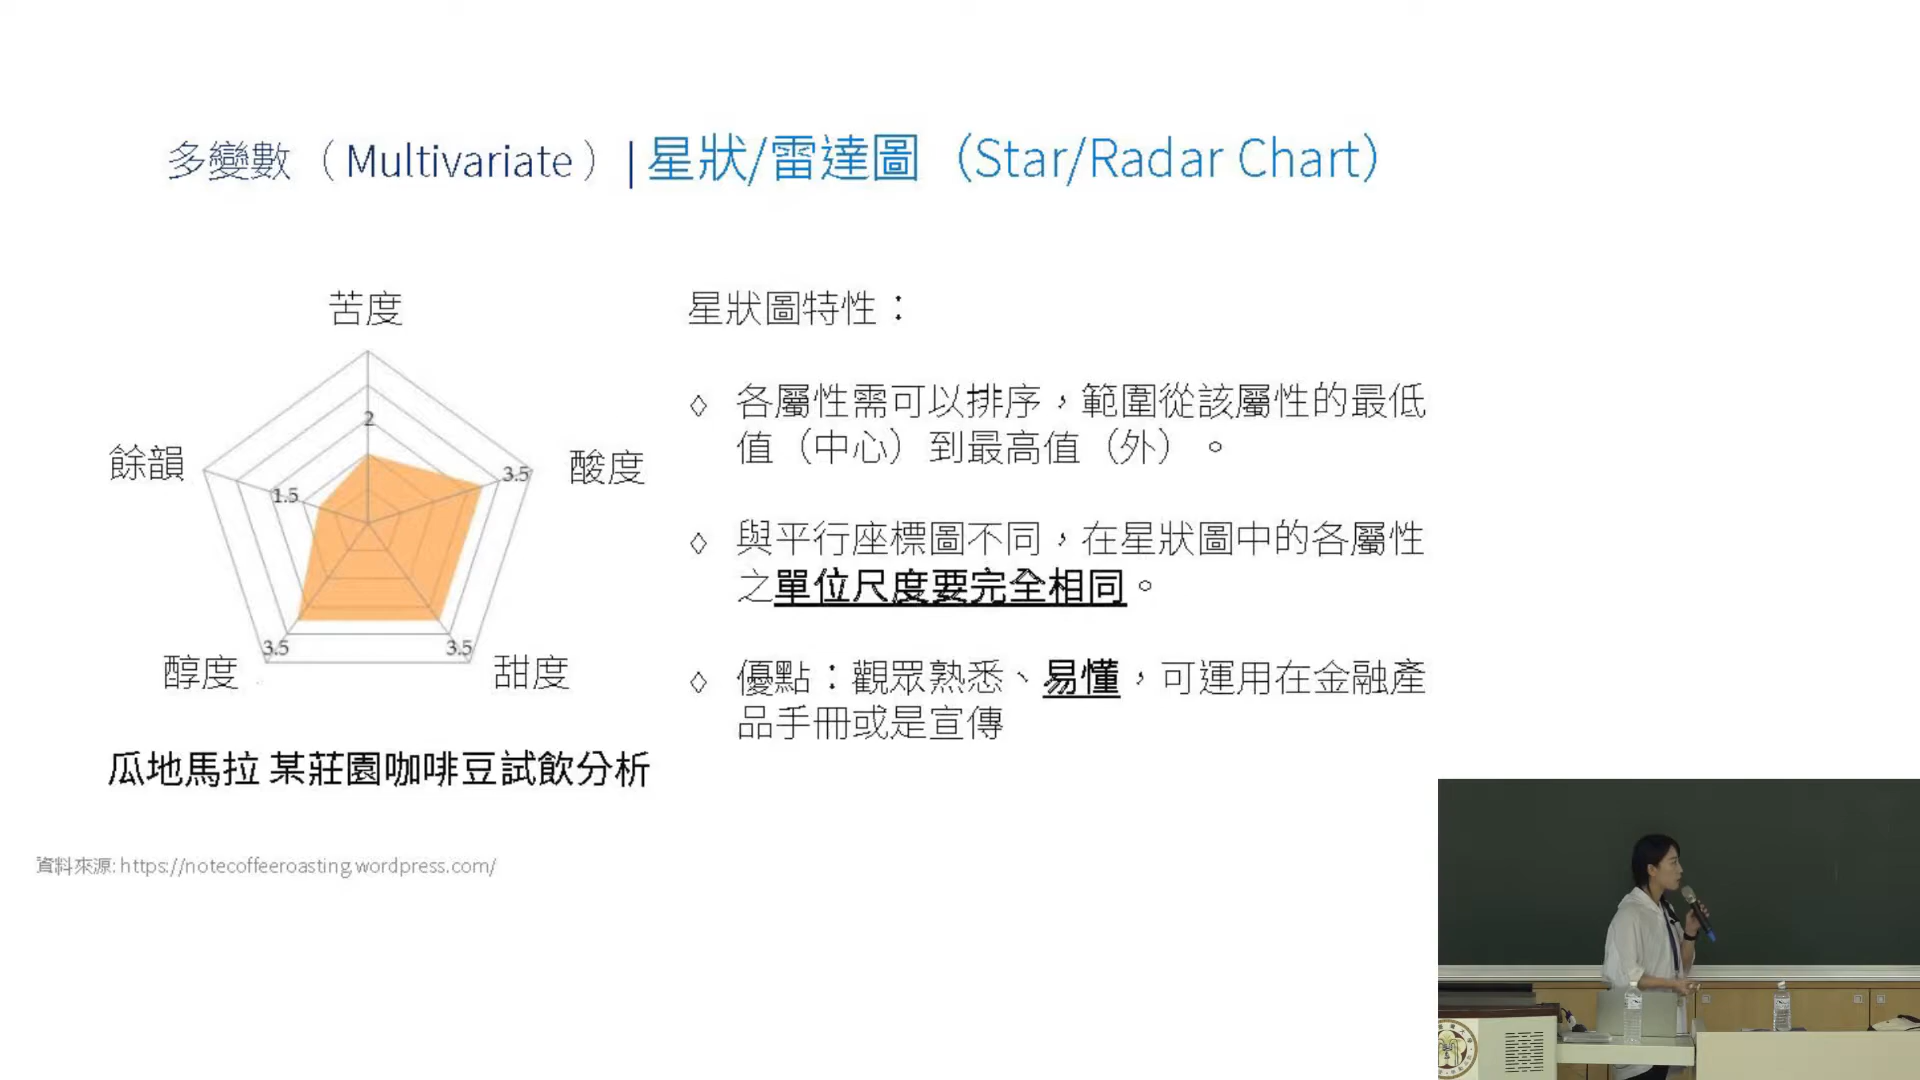 多變數（Multivariate）| 星狀/雷達圖（Star/Radar Chart）
苦度
2
餘韻
1.5
3.5
酸度
3.5
3.5
醇度
甜度
瓜地馬拉 某莊園咖啡豆試飲分析
星狀圖特性：
◇ 各屬性需可以排序，範圍從該屬性的最低
值（中心）到最高值（外）。
◇ 與平行座標圖不同，在星狀圖中的各屬性
之單位尺度要完全相同。
◇ 優點：觀眾熟悉、易懂，可運用在金融產
品手冊或是宣傳
資料來源: https://notecoffeeroasting.wordpress.com/